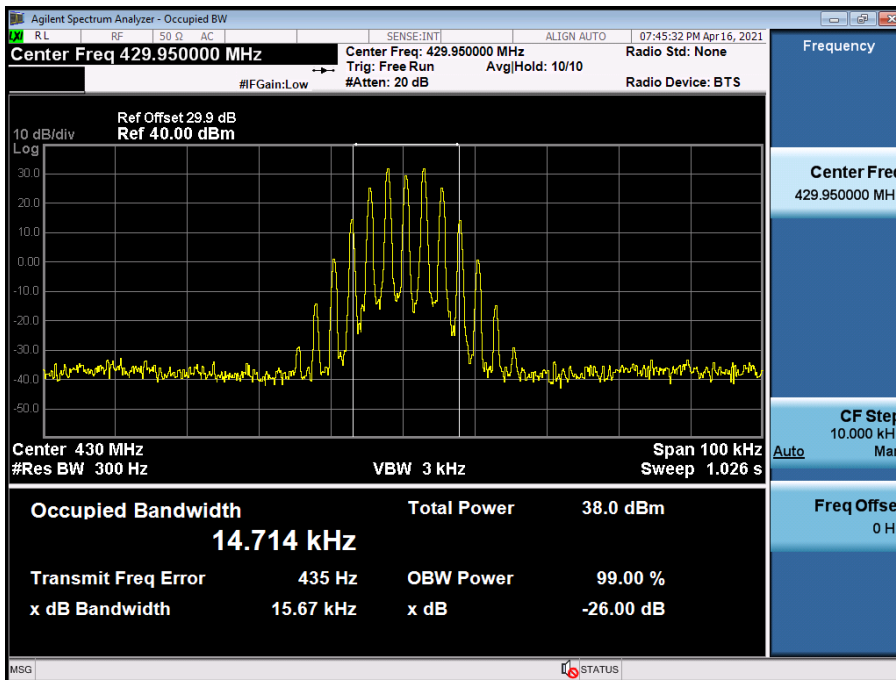 Agilent Spectrum Analyzer - Occupied BW
LXI RL RF 50 Ω AC SENSE:INT ALIGN AUTO 07:45:32 PM Apr 16, 2021
Center Freq 429.950000 MHz
Center Freq: 429.950000 MHz Radio Std: None
Trig: Free Run Avg|Hold: 10/10
#IFGain:Low #Atten: 20 dB Radio Device: BTS
Frequency
Ref Offset 29.9 dB
10 dB/div Ref 40.00 dBm
Log
30.0
20.0
10.0
0.00
-10.0
-20.0
-30.0
-40.0
-50.0
Center 430 MHz Span 100 kHz
#Res BW 300 Hz VBW 3 kHz Sweep 1.026 s
Center Fre
429.950000 MH
CF Step
10.000 kH
Auto Man
Freq Offse
0 H
Occupied Bandwidth Total Power 38.0 dBm
14.714 kHz
Transmit Freq Error 435 Hz OBW Power 99.00 %
x dB Bandwidth 15.67 kHz x dB -26.00 dB
MSG STATUS